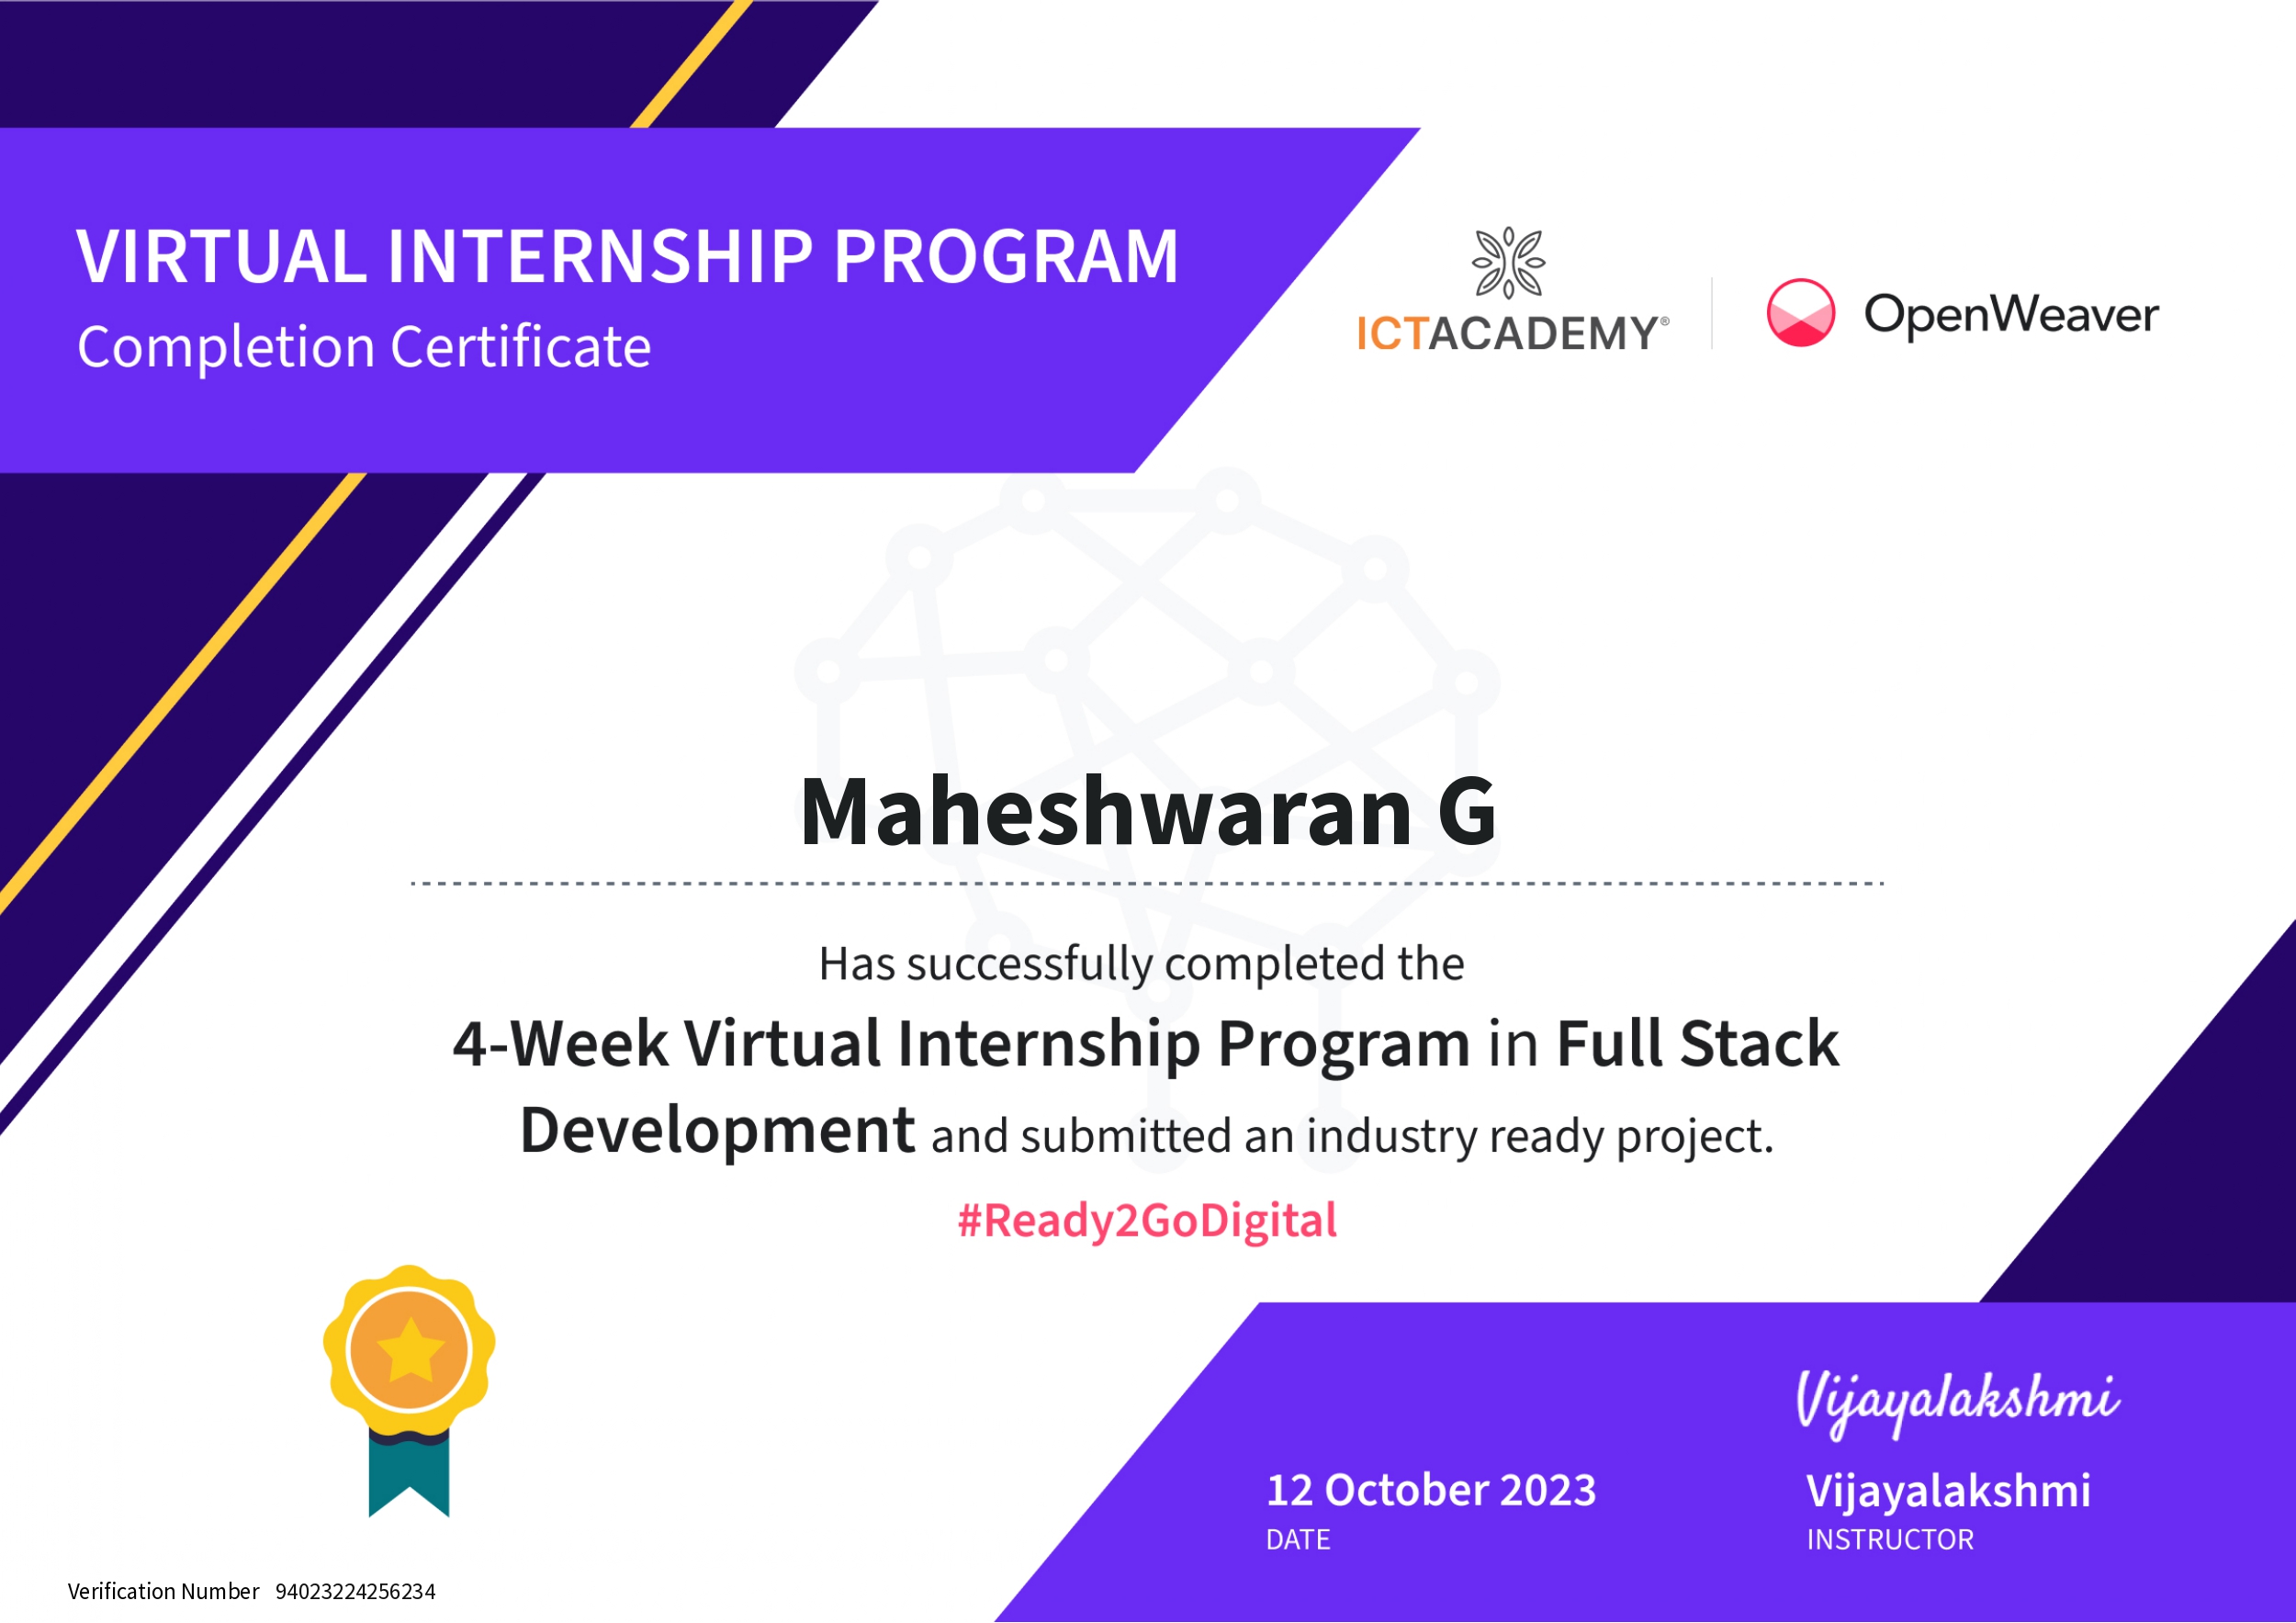 VIRTUAL INTERNSHIP PROGRAM
Completion Certificate
ICTACADEMY®
OpenWeaver
Maheshwaran G
Has successfully completed the
4-Week Virtual Internship Program in Full Stack
Development and submitted an industry ready project.
#Ready2GoDigital
Vijayalakshmi
12 October 2023
DATE
Vijayalakshmi
INSTRUCTOR
Verification Number 94023224256234